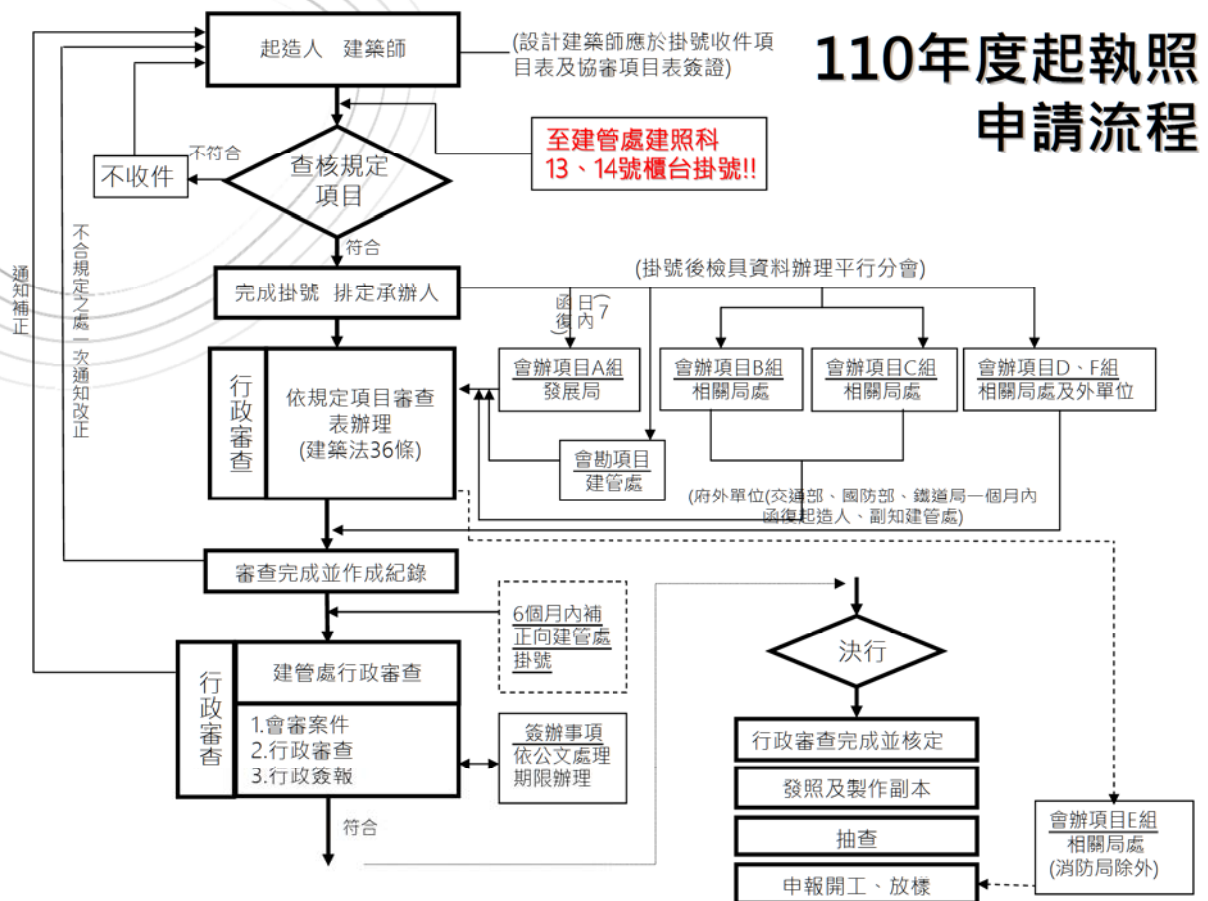 110年度起執照
申請流程
起造人 建築師
(設計建築師應於掛號收件項
目表及協審項目表簽證)
至建管處建照科
13、14號櫃台掛號!!
不符合
不收件
查核規定
項目
符合
通知補正
不合規定之處一次通知改正
完成掛號 排定承辦人
(掛號後檢具資料辦理平行分會)
(7
日內
函復)
行政審查
依規定項目審查
表辦理
(建築法36條)
會辦項目A組
發展局
會辦項目B組
相關局處
會辦項目C組
相關局處
會辦項目D、F組
相關局處及外單位
會勘項目
建管處
(府外單位(交通部、國防部、鐵道局一個月內
函復起造人、副知建管處)
審查完成並作成紀錄
6個月內補
正向建管處
掛號
行政審查
建管處行政審查
1.會審案件
2.行政審查
3.行政簽報
簽辦事項
依公文處理
期限辦理
符合
決行
行政審查完成並核定
發照及製作副本
抽查
申報開工、放樣
會辦項目E組
相關局處
(消防局除外)